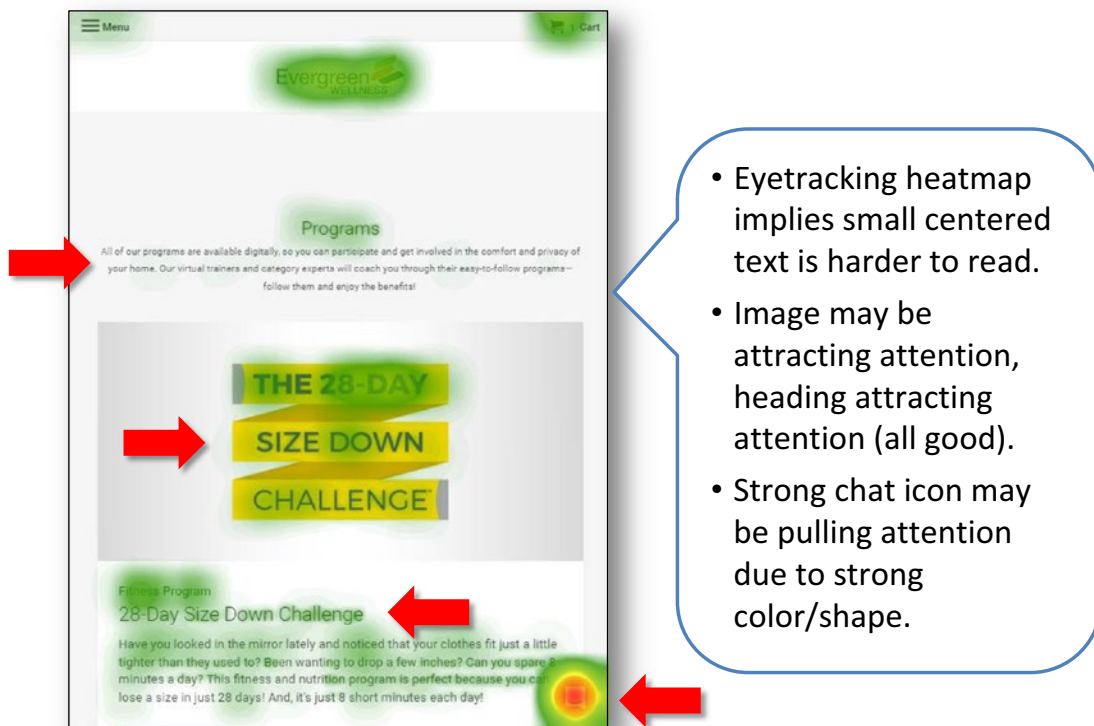 Menu
1 Cart
Evergreen
WELLNESS
Programs
All of our programs are available digitally, so you can participate and get involved in the comfort and privacy of
your home. Our virtual trainers and category experts will coach you through their easy-to-follow programs—
follow them and enjoy the benefits!
THE 28-DAY
SIZE DOWN
CHALLENGE™
Fitness Program
28-Day Size Down Challenge
Have you looked in the mirror lately and noticed that your clothes fit just a little
tighter than they used to? Been wanting to drop a few inches? Can you spare 8
minutes a day? This fitness and nutrition program is perfect because you can
lose a size in just 28 days! And, it's just 8 short minutes each day!
• Eyetracking heatmap
implies small centered
text is harder to read.
• Image may be
attracting attention,
heading attracting
attention (all good).
• Strong chat icon may
be pulling attention
due to strong
color/shape.